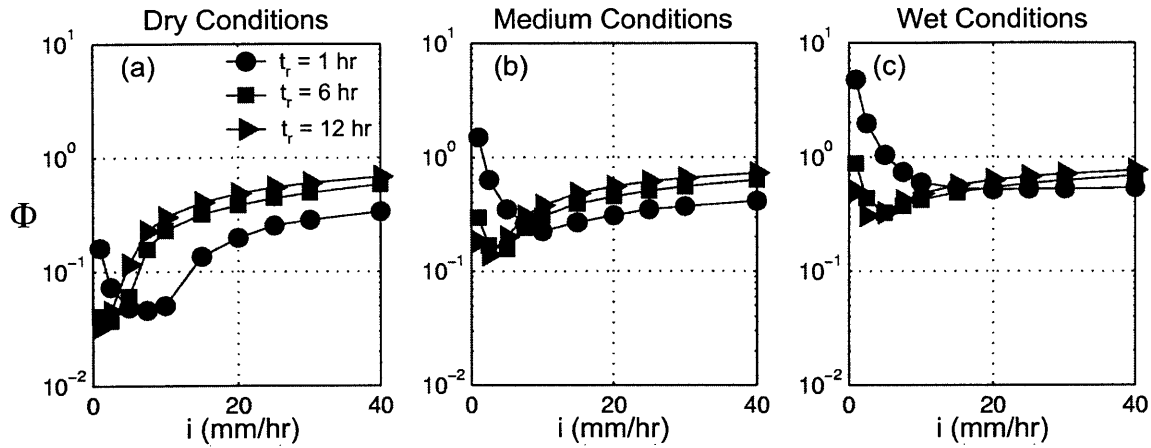 Dry Conditions
Medium Conditions
Wet Conditions
Φ
10¹
10⁰
10⁻¹
10⁻²
(a)
tᵣ = 1 hr
tᵣ = 6 hr
tᵣ = 12 hr
0
20
40
i (mm/hr)
10¹
10⁰
10⁻¹
10⁻²
(b)
0
20
40
i (mm/hr)
10¹
10⁰
10⁻¹
10⁻²
(c)
0
20
40
i (mm/hr)